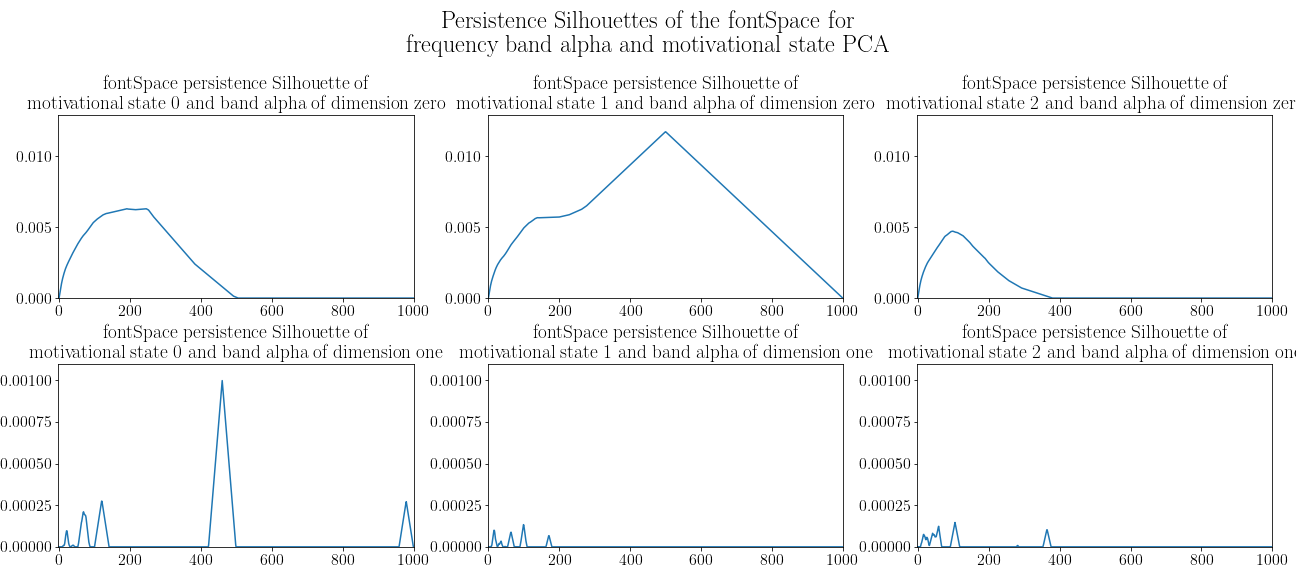 Persistence Silhouettes of the fontSpace for
frequency band alpha and motivational state PCA
fontSpace persistence Silhouette of
motivational state 0 and band alpha of dimension zero
0.010
0.005
0.000
0 200 400 600 800 1000
fontSpace persistence Silhouette of
motivational state 1 and band alpha of dimension zero
0.010
0.005
0.000
0 200 400 600 800 1000
fontSpace persistence Silhouette of
motivational state 2 and band alpha of dimension zer
0.010
0.005
0.000
0 200 400 600 800 1000
fontSpace persistence Silhouette of
motivational state 0 and band alpha of dimension one
0.00100
0.00075
0.00050
0.00025
0.00000
0 200 400 600 800 1000
fontSpace persistence Silhouette of
motivational state 1 and band alpha of dimension one
0.00100
0.00075
0.00050
0.00025
0.00000
0 200 400 600 800 1000
fontSpace persistence Silhouette of
motivational state 2 and band alpha of dimension one
0.00100
0.00075
0.00050
0.00025
0.00000
0 200 400 600 800 1000